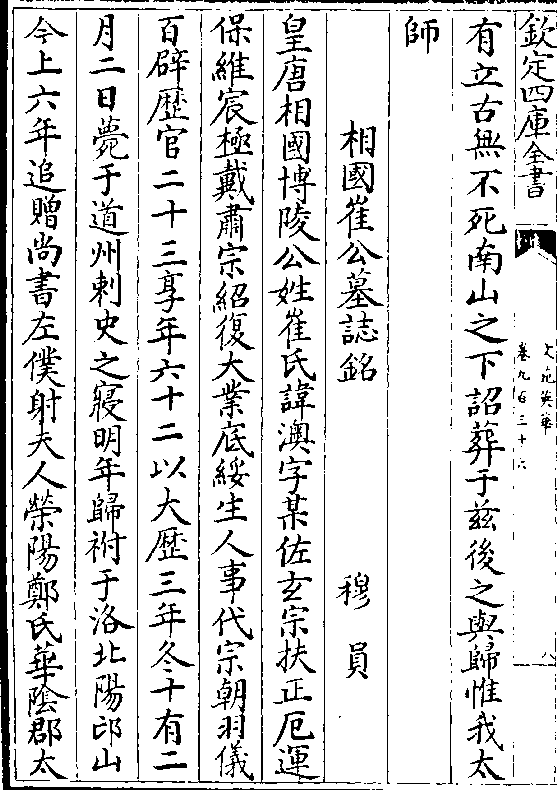 欽定四庫全書
文苑英華
卷九百三十六
八
有立古無不死南山之下詔葬于兹後之與歸惟我太
師
相國崔公墓誌銘
穆員
皇唐相國博陵公姓崔氏諱渙字某佐玄宗扶正厄運
保維宸極戴肅宗紹復大業底綏生人事代宗朝羽儀
百辟歴官二十三享年六十二以大歴三年冬十有二
月二日薨于道州刺史之寢明年歸祔于洛北陽邙山
今上六年追贈尚書左僕射夫人滎陽鄭氏華陰郡太